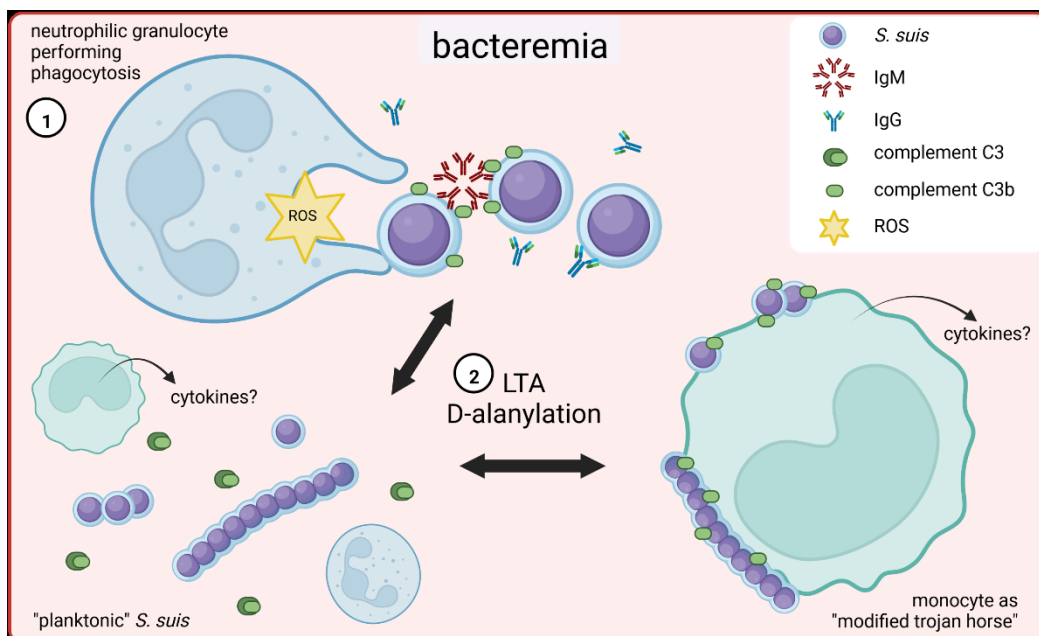 neutrophilic granulocyte
performing
phagocytosis
1
bacteremia
S. suis
IgM
IgG
complement C3
complement C3b
ROS
ROS
cytokines?
2 LTA
D-alanylation
cytokines?
"planktonic" S. suis
monocyte as
"modified trojan horse"